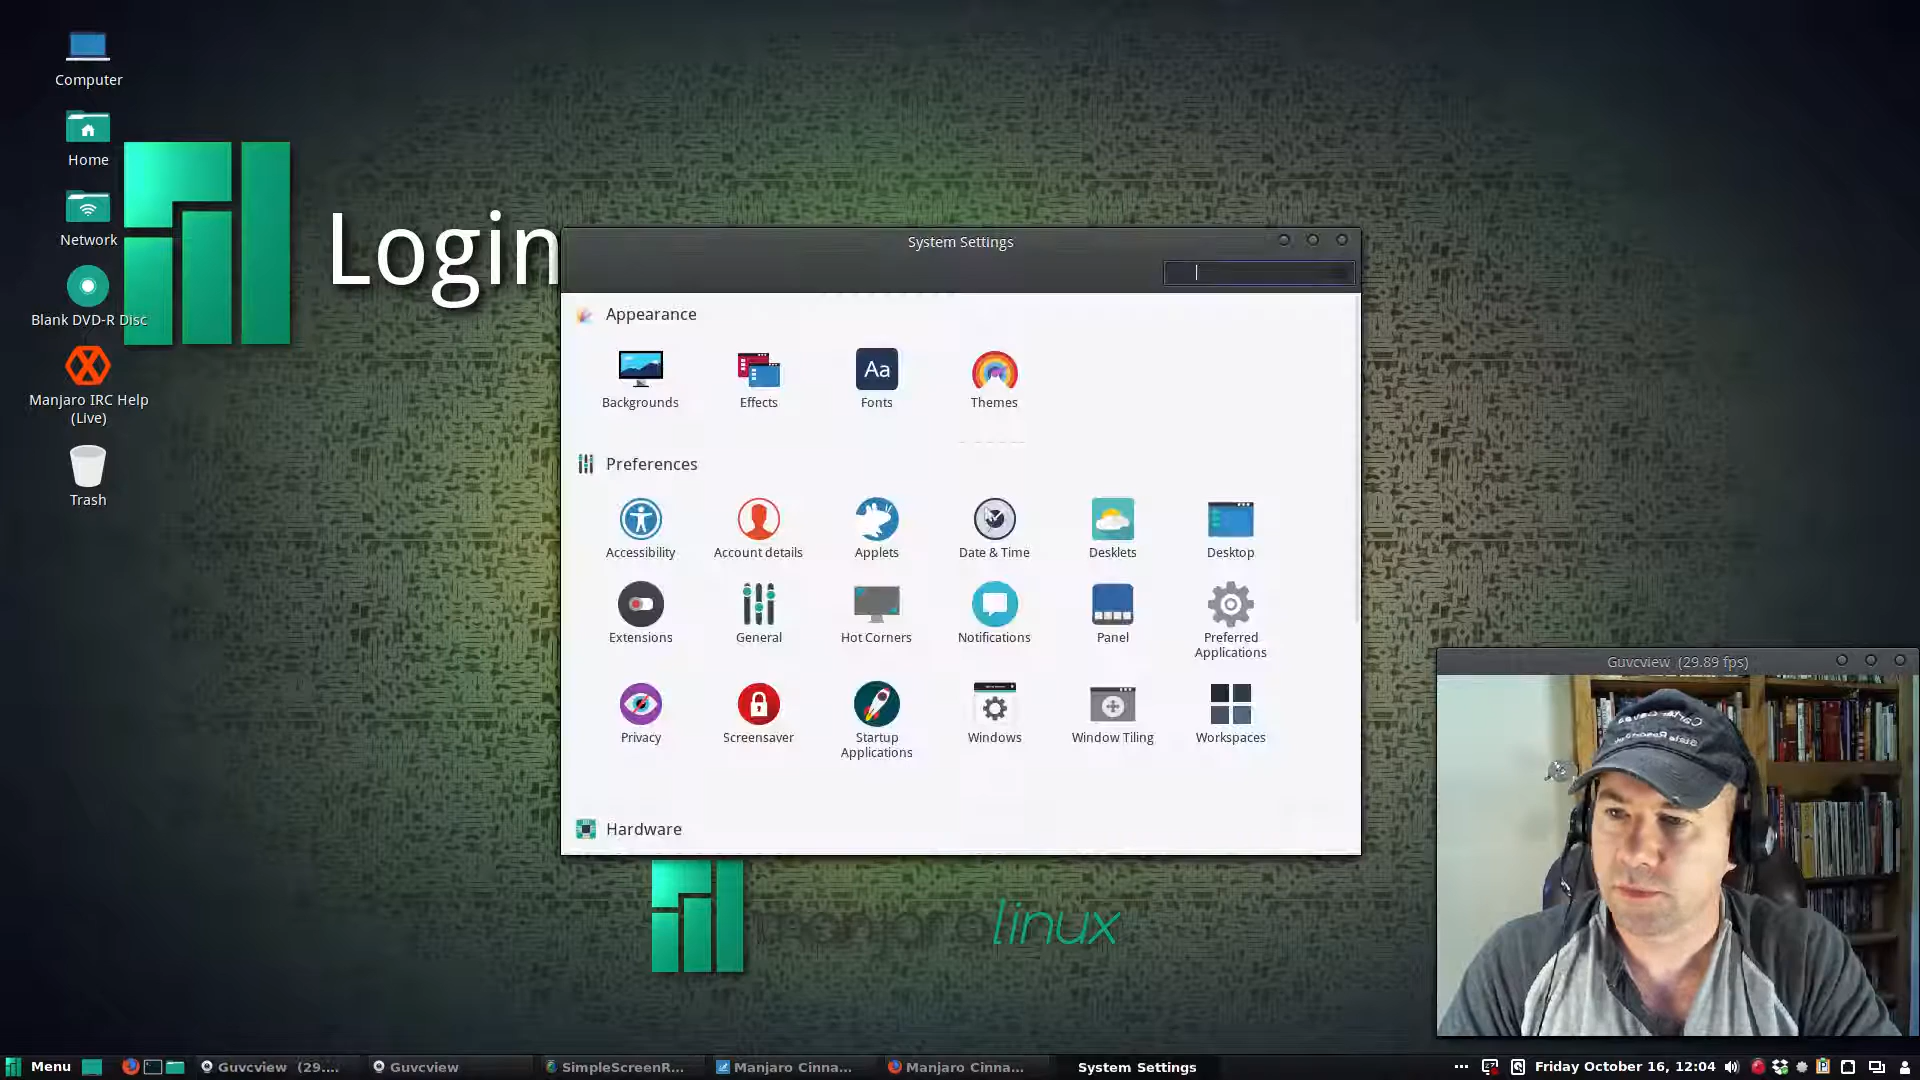 Computer
Home
Network
Blank DVD-R Disc
Manjaro IRC Help
(Live)
Trash
Login
System Settings
Appearance
Backgrounds
Effects
Aa
Fonts
Themes
Preferences
Accessibility
Account details
Applets
Date & Time
Desklets
Desktop
Extensions
General
Hot Corners
Notifications
Panel
Preferred
Applications
Privacy
Screensaver
Startup
Applications
Windows
Window Tiling
Workspaces
Hardware
linux
Guvcview (29.89 fps)
Menu
Guvcview (29....
Guvcview
SimpleScreenR...
Manjaro Cinna...
Manjaro Cinna...
System Settings
Friday October 16, 12:04